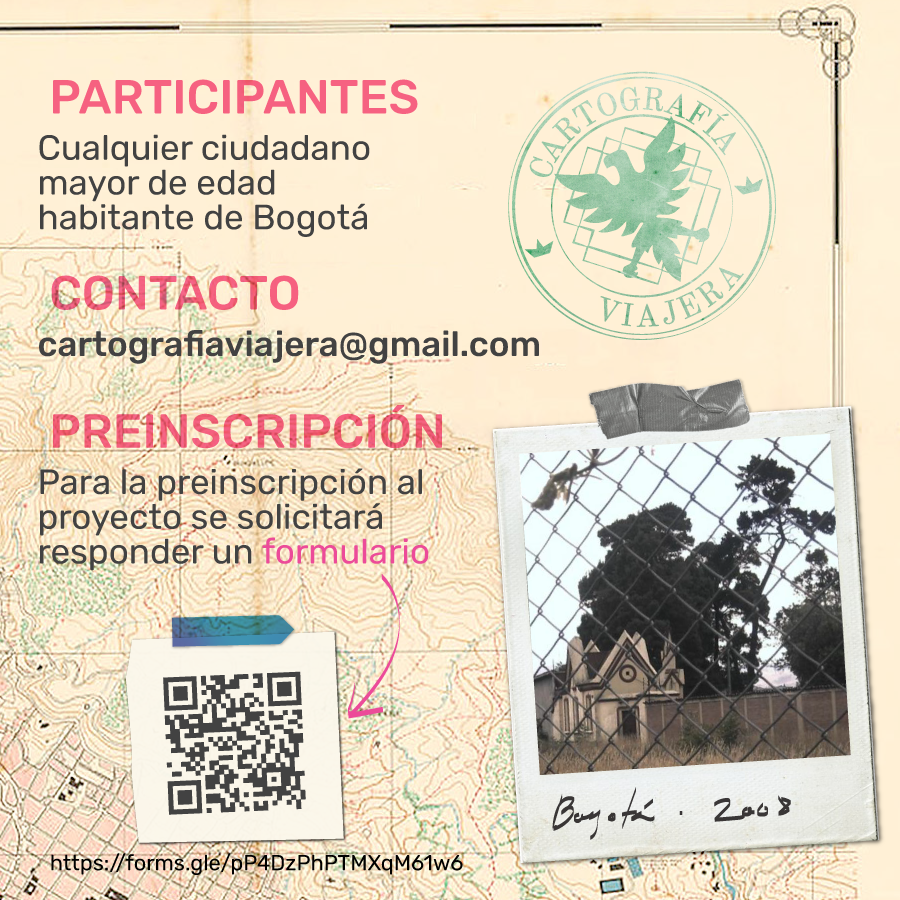 PARTICIPANTES
Cualquier ciudadano
mayor de edad
habitante de Bogotá
CARTOGRAFÍA
VIAJERA
CONTACTO
cartografiaviajera@gmail.com
PREINSCRIPCIÓN
Para la preinscripción al
proyecto se solicitará
responder un formulario
https://forms.gle/pP4DzPhPTMXqM61w6
Bogotá · 2008